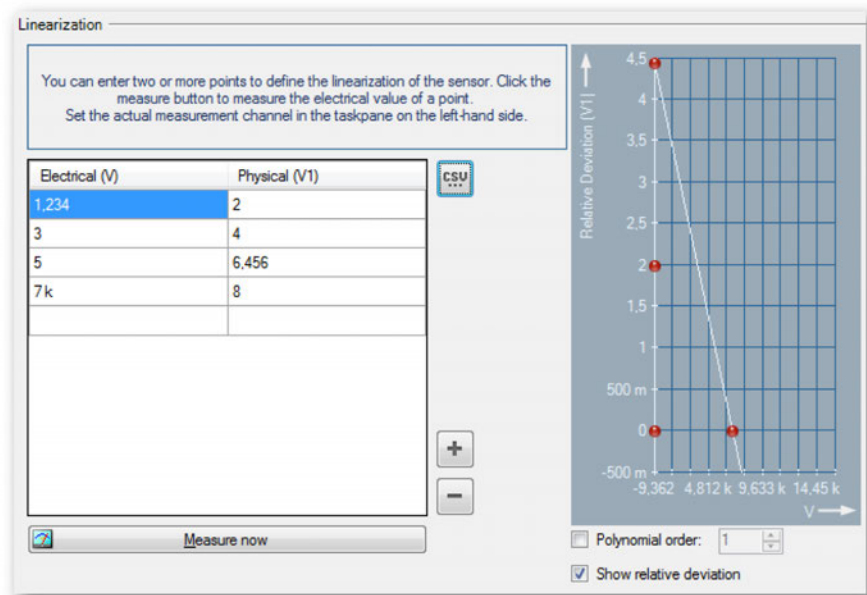 Linearization
You can enter two or more points to define the linearization of the sensor. Click the
measure button to measure the electrical value of a point.
Set the actual measurement channel in the taskpane on the left-hand side.
Electrical (V) Physical (V1)
1,234 2
3 4
5 6,456
7k 8
CSV
...
+
−
Measure now
Relative Deviation [V1]
4,5
4
3,5
3
2,5
2
1,5
1
500 m
0
-500 m
-9,362 4,812 k 9,633 k 14,45 k
V
Polynomial order: 1
Show relative deviation